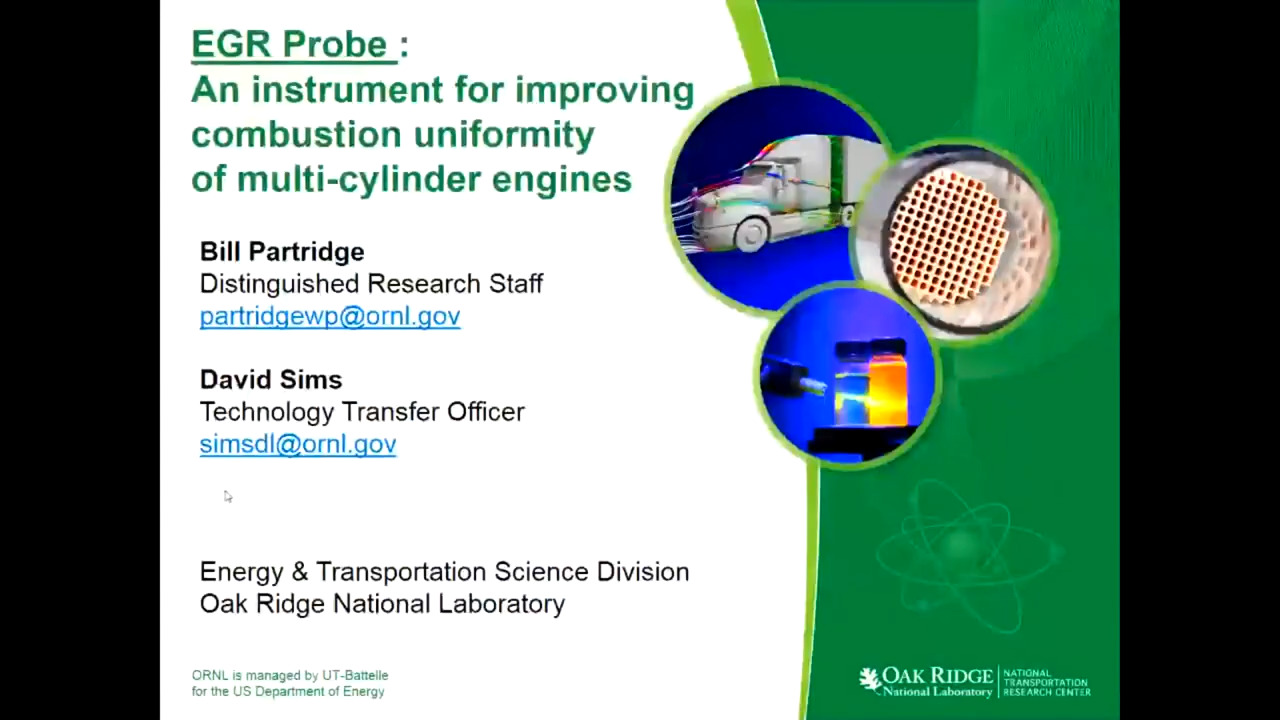 EGR Probe :
An instrument for improving
combustion uniformity
of multi-cylinder engines
Bill Partridge
Distinguished Research Staff
partridgewp@ornl.gov
David Sims
Technology Transfer Officer
simsdl@ornl.gov
Energy & Transportation Science Division
Oak Ridge National Laboratory
ORNL is managed by UT-Battelle
for the US Department of Energy
OAK RIDGE
National Laboratory
NATIONAL
TRANSPORTATION
RESEARCH CENTER